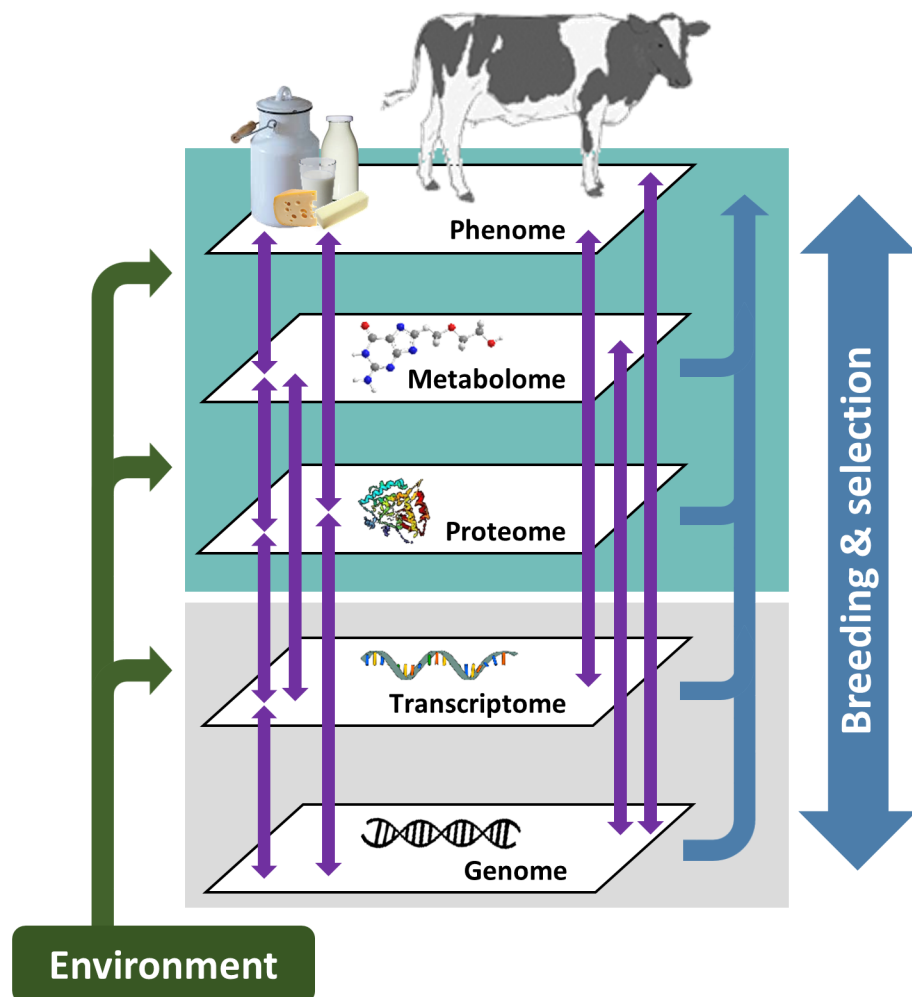 Phenome
Metabolome
Proteome
Transcriptome
Genome
Breeding & selection
Environment